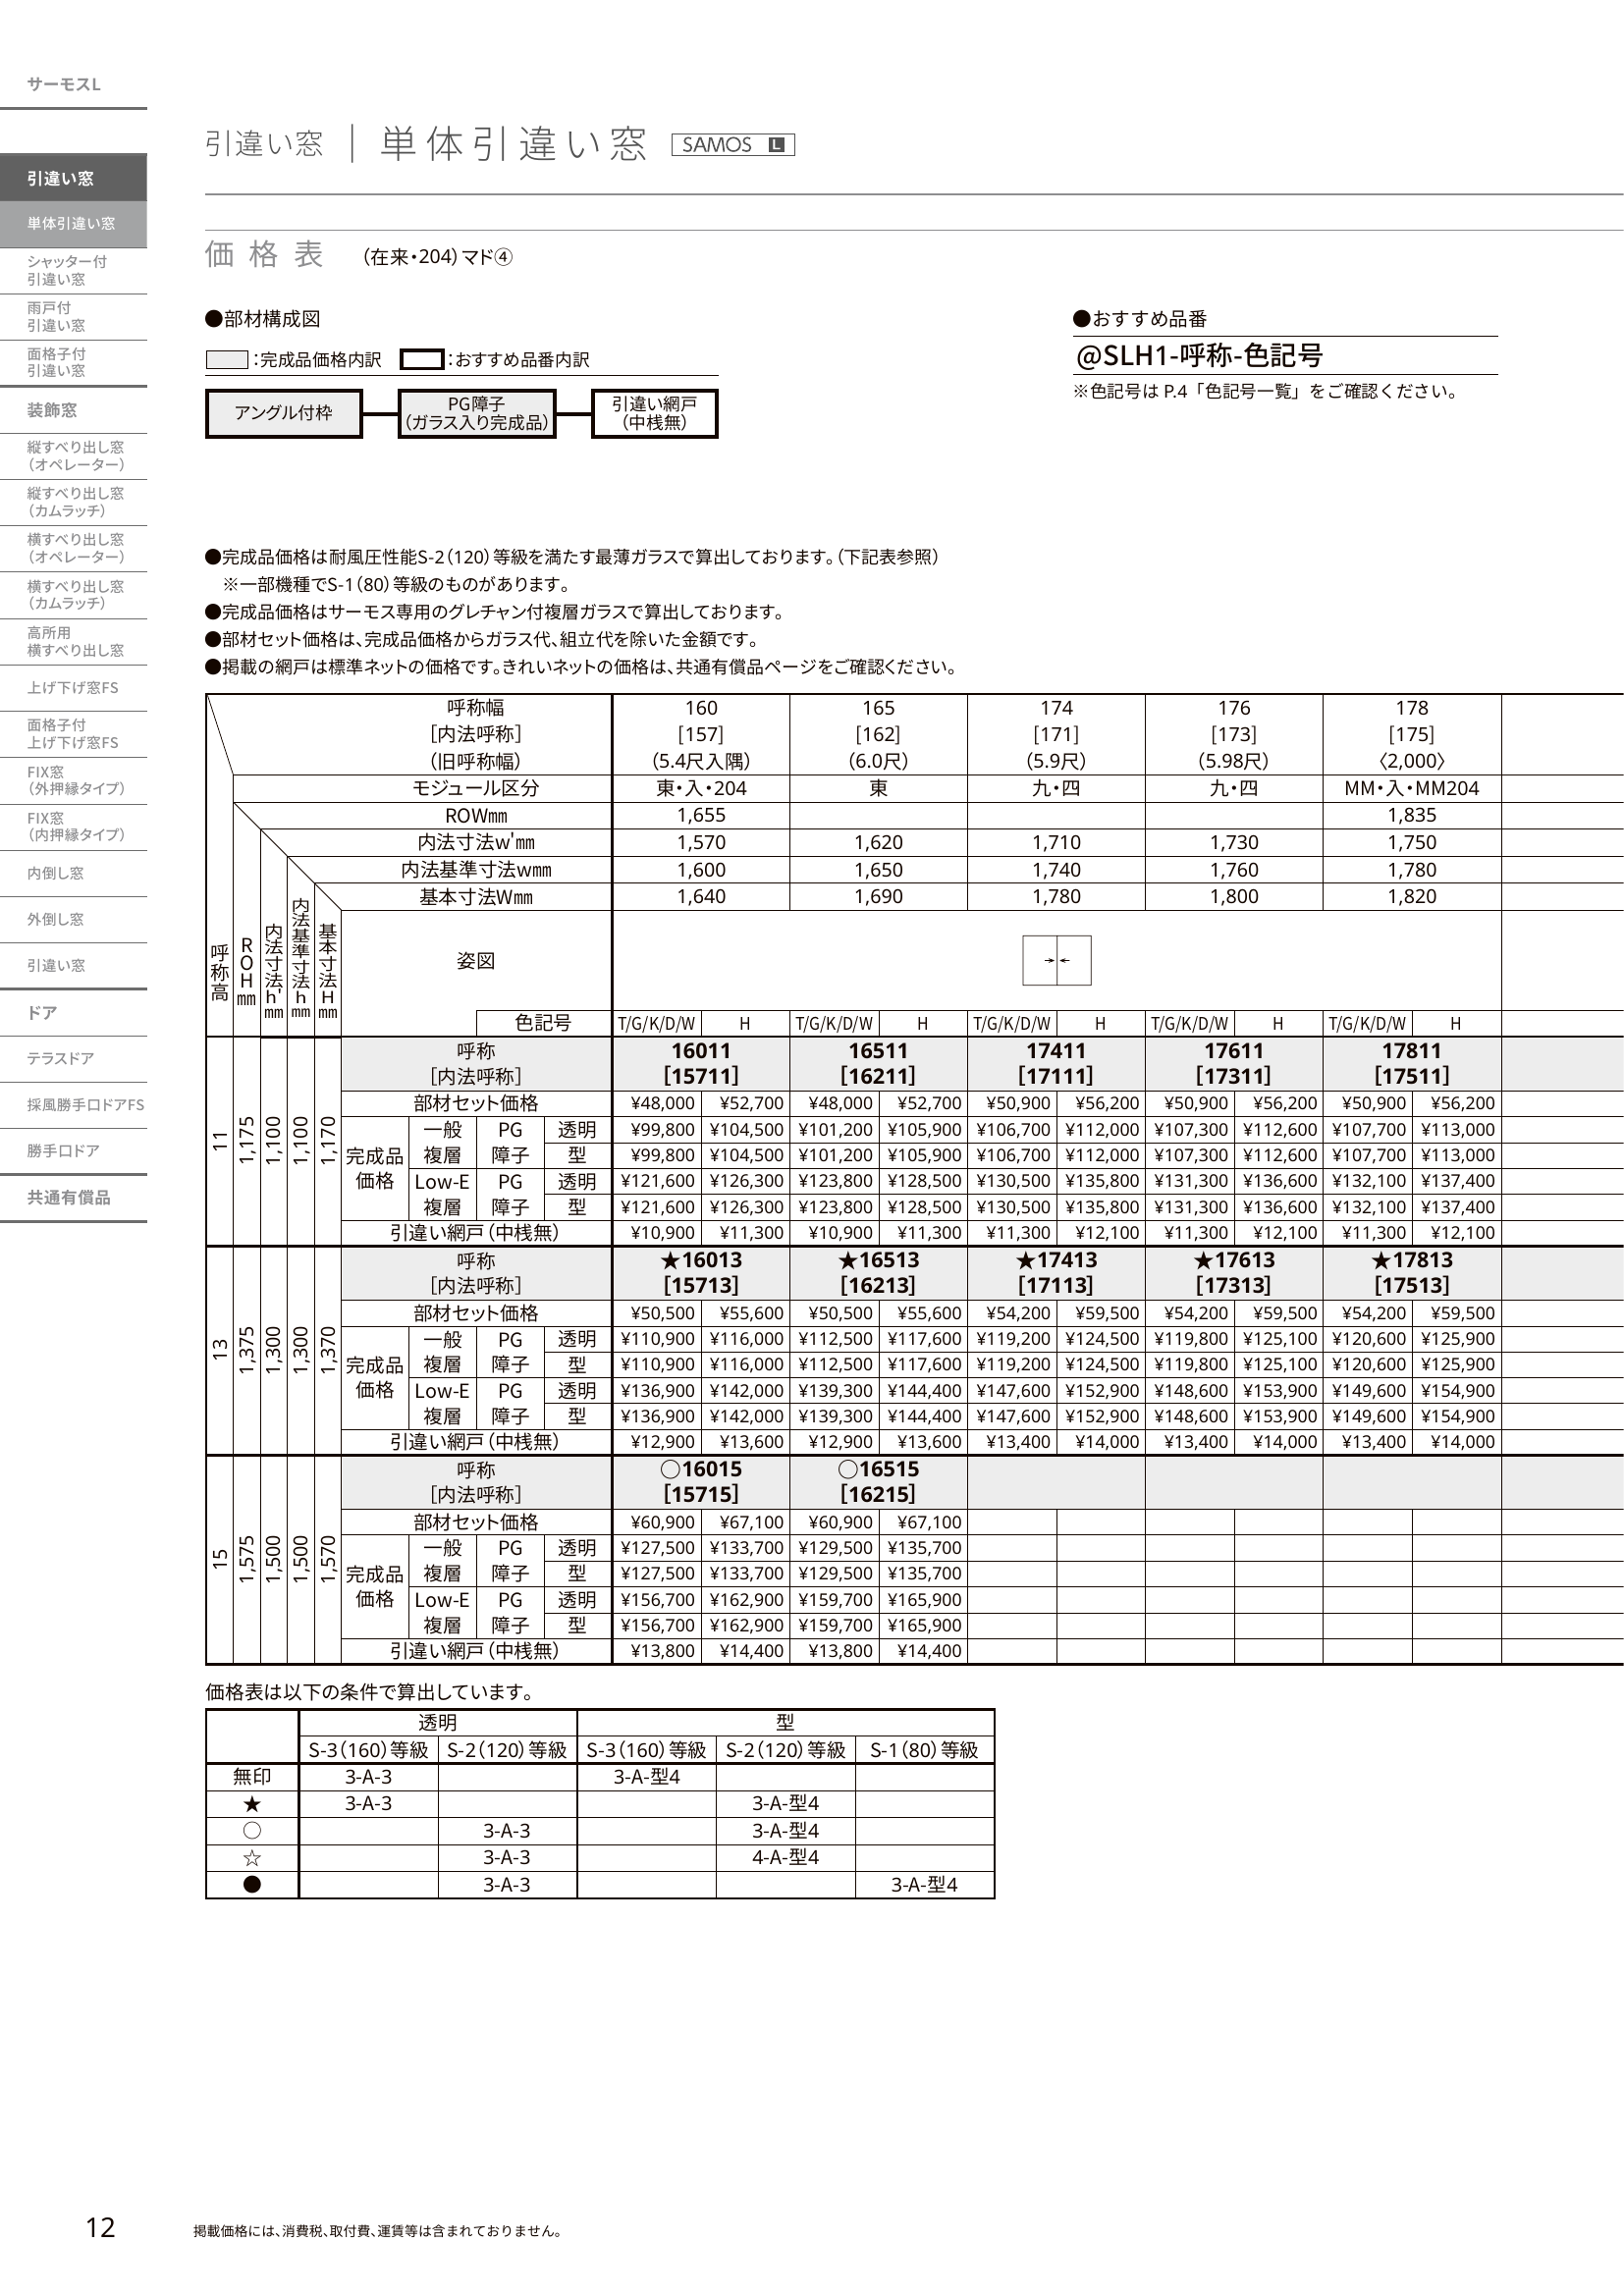 サーモスL
引違い窓
単体引違い窓
シャッター付
引違い窓
雨戸付
引違い窓
面格子付
引違い窓
装飾窓
縦すべり出し窓
（オペレーター）
縦すべり出し窓
（カムラッチ）
横すべり出し窓
（オペレーター）
横すべり出し窓
（カムラッチ）
高所用
横すべり出し窓
上げ下げ窓FS
面格子付
上げ下げ窓FS
FIX窓
（外押縁タイプ）
FIX窓
（内押縁タイプ）
内倒し窓
外倒し窓
引違い窓
ドア
テラスドア
採風勝手口ドアFS
勝手口ドア
共通有償品
引違い窓｜単体引違い窓 SAMOS L
価格表 （在来・204）マド④
●部材構成図
：完成品価格内訳 ：おすすめ品番内訳
アングル付枠 PG障子（ガラス入り完成品） 引違い網戸（中桟無）
●おすすめ品番
@SLH1-呼称-色記号
※色記号は P.4「色記号一覧」をご確認ください。
●完成品価格は耐風圧性能S-2（120）等級を満たす最薄ガラスで算出しております。（下記表参照）
※一部機種でS-1（80）等級のものがあります。
●完成品価格はサーモス専用のグレチャン付複層ガラスで算出しております。
●部材セット価格は、完成品価格からガラス代、組立代を除いた金額です。
●掲載の網戸は標準ネットの価格です。きれいネットの価格は、共通有償品ページをご確認ください。
呼称幅 160 165 174 176 178
［内法呼称］ [157] [162] [171] [173] [175]
（旧呼称幅） （5.4尺入隅） （6.0尺） （5.9尺） （5.98尺） 〈2,000〉
モジュール区分 東・入・204 東 九・四 九・四 MM・入・MM204
ROW㎜ 1,655 1,835
内法寸法w'㎜ 1,570 1,620 1,710 1,730 1,750
内法基準寸法w㎜ 1,600 1,650 1,740 1,760 1,780
基本寸法W㎜ 1,640 1,690 1,780 1,800 1,820
呼称高 ROH㎜ 内法寸法h'㎜ 内法基準寸法h㎜ 基本寸法H㎜ 姿図
色記号 T/G/K/D/W H T/G/K/D/W H T/G/K/D/W H T/G/K/D/W H T/G/K/D/W H
11 1,175 1,100 1,100 1,170
呼称 16011 16511 17411 17611 17811
［内法呼称］ [15711] [16211] [17111] [17311] [17511]
部材セット価格 ¥48,000 ¥52,700 ¥48,000 ¥52,700 ¥50,900 ¥56,200 ¥50,900 ¥56,200 ¥50,900 ¥56,200
完成品価格 一般複層 PG障子 透明 ¥99,800 ¥104,500 ¥101,200 ¥105,900 ¥106,700 ¥112,000 ¥107,300 ¥112,600 ¥107,700 ¥113,000
型 ¥99,800 ¥104,500 ¥101,200 ¥105,900 ¥106,700 ¥112,000 ¥107,300 ¥112,600 ¥107,700 ¥113,000
Low-E複層 PG障子 透明 ¥121,600 ¥126,300 ¥123,800 ¥128,500 ¥130,500 ¥135,800 ¥131,300 ¥136,600 ¥132,100 ¥137,400
型 ¥121,600 ¥126,300 ¥123,800 ¥128,500 ¥130,500 ¥135,800 ¥131,300 ¥136,600 ¥132,100 ¥137,400
引違い網戸（中桟無） ¥10,900 ¥11,300 ¥10,900 ¥11,300 ¥11,300 ¥12,100 ¥11,300 ¥12,100 ¥11,300 ¥12,100
13 1,375 1,300 1,300 1,370
呼称 ★16013 ★16513 ★17413 ★17613 ★17813
［内法呼称］ [15713] [16213] [17113] [17313] [17513]
部材セット価格 ¥50,500 ¥55,600 ¥50,500 ¥55,600 ¥54,200 ¥59,500 ¥54,200 ¥59,500 ¥54,200 ¥59,500
完成品価格 一般複層 PG障子 透明 ¥110,900 ¥116,000 ¥112,500 ¥117,600 ¥119,200 ¥124,500 ¥119,800 ¥125,100 ¥120,600 ¥125,900
型 ¥110,900 ¥116,000 ¥112,500 ¥117,600 ¥119,200 ¥124,500 ¥119,800 ¥125,100 ¥120,600 ¥125,900
Low-E複層 PG障子 透明 ¥136,900 ¥142,000 ¥139,300 ¥144,400 ¥147,600 ¥152,900 ¥148,600 ¥153,900 ¥149,600 ¥154,900
型 ¥136,900 ¥142,000 ¥139,300 ¥144,400 ¥147,600 ¥152,900 ¥148,600 ¥153,900 ¥149,600 ¥154,900
引違い網戸（中桟無） ¥12,900 ¥13,600 ¥12,900 ¥13,600 ¥13,400 ¥14,000 ¥13,400 ¥14,000 ¥13,400 ¥14,000
15 1,575 1,500 1,500 1,570
呼称 ○16015 ○16515
［内法呼称］ [15715] [16215]
部材セット価格 ¥60,900 ¥67,100 ¥60,900 ¥67,100
完成品価格 一般複層 PG障子 透明 ¥127,500 ¥133,700 ¥129,500 ¥135,700
型 ¥127,500 ¥133,700 ¥129,500 ¥135,700
Low-E複層 PG障子 透明 ¥156,700 ¥162,900 ¥159,700 ¥165,900
型 ¥156,700 ¥162,900 ¥159,700 ¥165,900
引違い網戸（中桟無） ¥13,800 ¥14,400 ¥13,800 ¥14,400
価格表は以下の条件で算出しています。
透明 型
S-3（160）等級 S-2（120）等級 S-3（160）等級 S-2（120）等級 S-1（80）等級
無印 3-A-3 3-A-型4
★ 3-A-3 3-A-型4
○ 3-A-3 3-A-型4
☆ 3-A-3 4-A-型4
● 3-A-3 3-A-型4
12 掲載価格には、消費税、取付費、運賃等は含まれておりません。